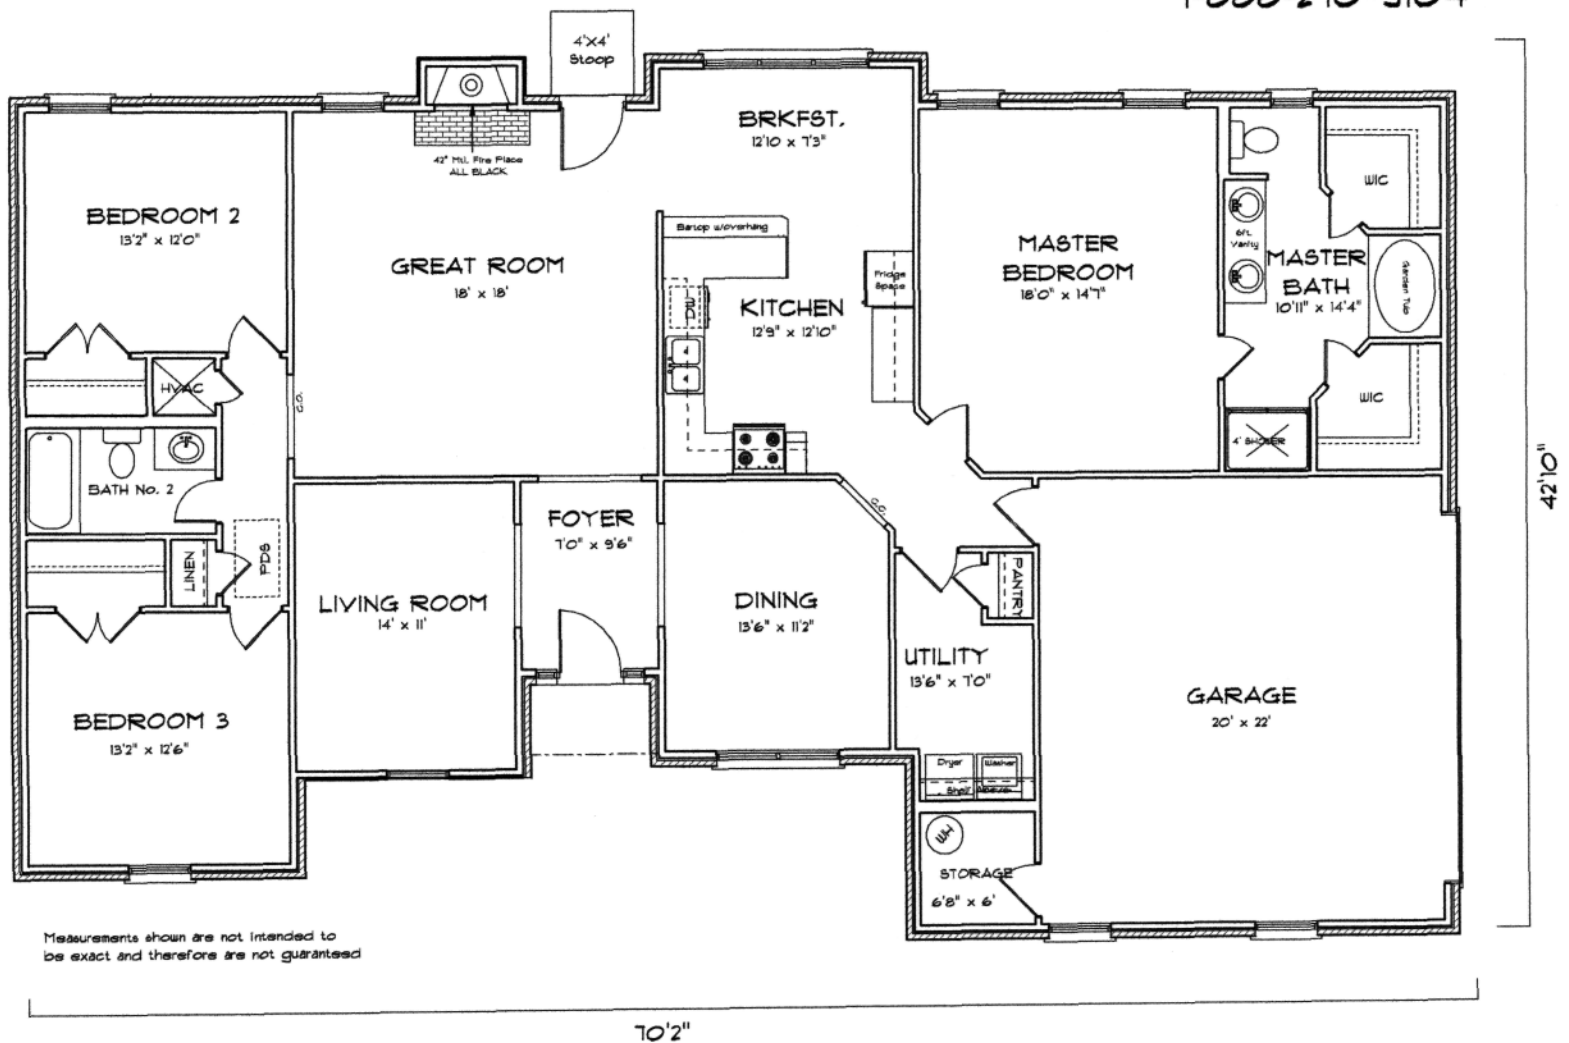 4'X4'
Stoop
BRKFST.
12'10 x 7'3"
42" Mtl. Fire Place
ALL BLACK
BEDROOM 2
13'2" x 12'0"
GREAT ROOM
18' x 18'
Bartop w/overhang
Fridge
Space
DW
KITCHEN
12'9" x 12'10"
MASTER
BEDROOM
18'0" x 14'7"
WIC
6ft.
Vanity
MASTER
BATH
10'11" x 14'4"
Garden Tub
WIC
4' SHOWER
HVAC
C.O.
BATH No. 2
LINEN
PDS
C.O.
FOYER
7'0" x 9'6"
LIVING ROOM
14' x 11'
DINING
13'6" x 11'2"
PANTRY
UTILITY
13'6" x 7'0"
GARAGE
20' x 22'
BEDROOM 3
13'2" x 12'6"
Dryer
Washer
Shelf Above
WH
STORAGE
6'8" x 6'
42'10"
Measurements shown are not intended to
be exact and therefore are not guaranteed
70'2"